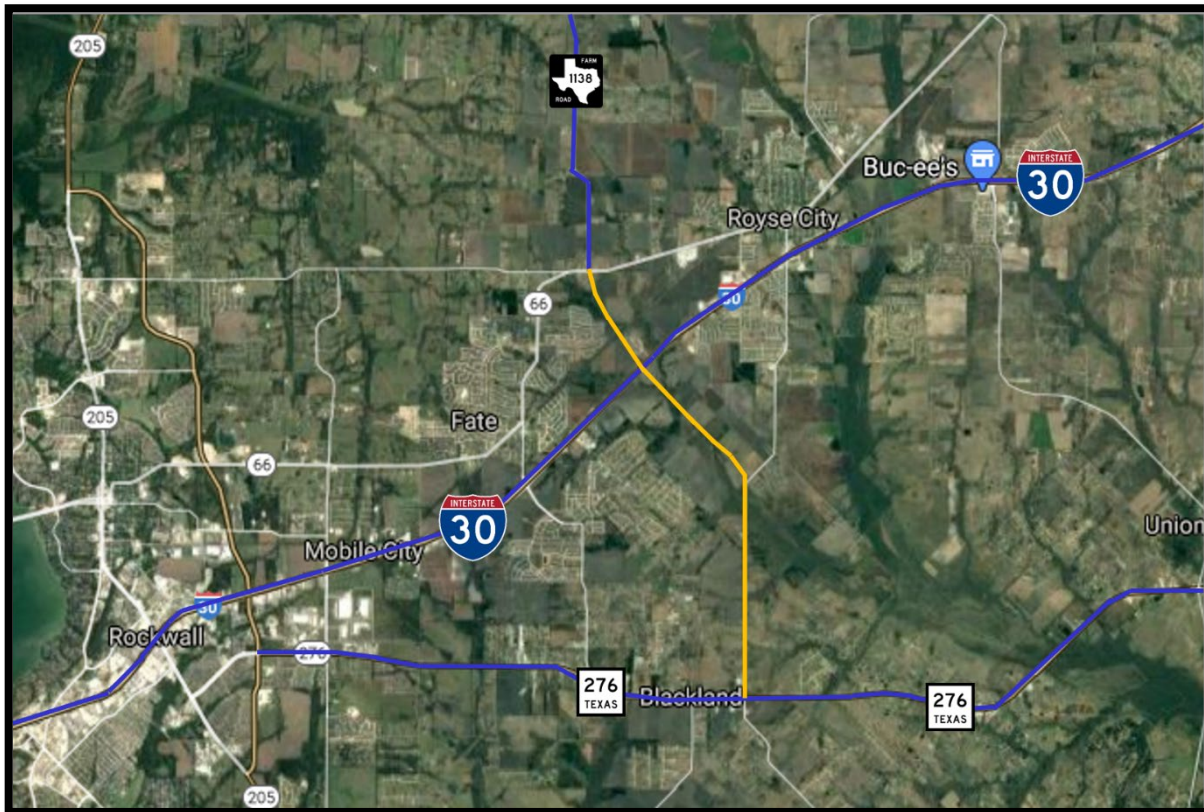 205
FARM
1138
ROAD
Buc-ee's
INTERSTATE
30
Royse City
30
66
205
Fate
66
INTERSTATE
30
Mobile City
Union
30
Rockwall
276
276
TEXAS
Blackland
276
TEXAS
205